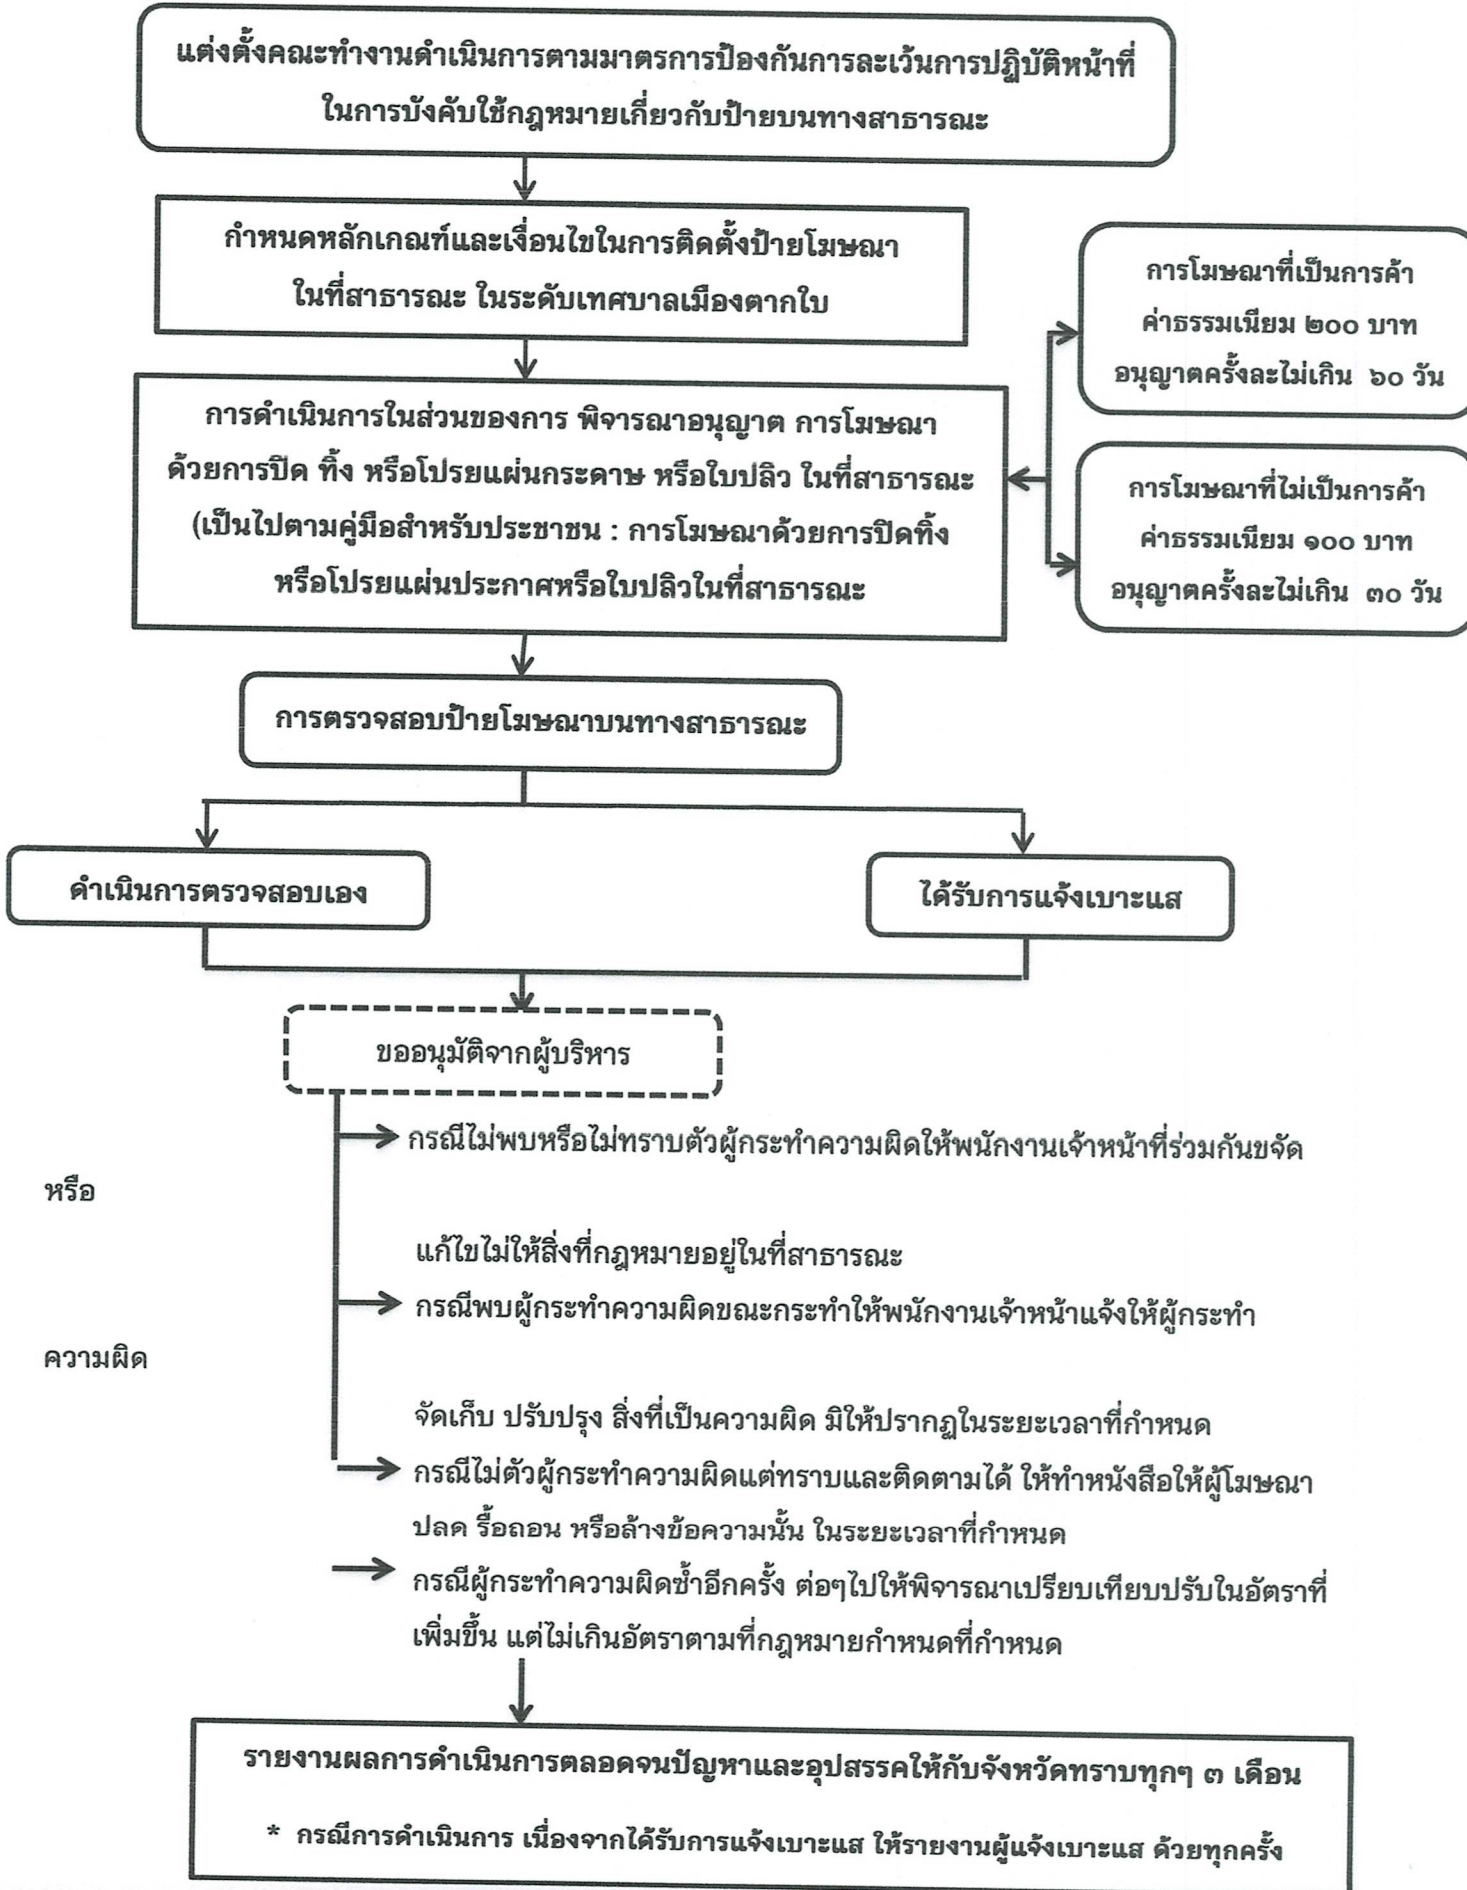 แต่งตั้งคณะทำงานดำเนินการตามมาตรการป้องกันการละเว้นการปฏิบัติหน้าที่
ในการบังคับใช้กฎหมายเกี่ยวกับป้ายบนทางสาธารณะ
กำหนดหลักเกณฑ์และเงื่อนไขในการติดตั้งป้ายโฆษณา
ในที่สาธารณะ ในระดับเทศบาลเมืองตากใบ
การโฆษณาที่เป็นการค้า
ค่าธรรมเนียม ๒๐๐ บาท
อนุญาตครั้งละไม่เกิน ๖๐ วัน
การดำเนินการในส่วนของการ พิจารณาอนุญาต การโฆษณา
ด้วยการปิด ทิ้ง หรือโปรยแผ่นกระดาษ หรือใบปลิว ในที่สาธารณะ
(เป็นไปตามคู่มือสำหรับประชาชน : การโฆษณาด้วยการปิดทิ้ง
หรือโปรยแผ่นประกาศหรือใบปลิวในที่สาธารณะ
การโฆษณาที่ไม่เป็นการค้า
ค่าธรรมเนียม ๑๐๐ บาท
อนุญาตครั้งละไม่เกิน ๓๐ วัน
การตรวจสอบป้ายโฆษณาบนทางสาธารณะ
ดำเนินการตรวจสอบเอง
ได้รับการแจ้งเบาะแส
ขออนุมัติจากผู้บริหาร
กรณีไม่พบหรือไม่ทราบตัวผู้กระทำความผิดให้พนักงานเจ้าหน้าที่ร่วมกันขจัด
หรือ
แก้ไขไม่ให้สิ่งที่กฎหมายอยู่ในที่สาธารณะ
กรณีพบผู้กระทำความผิดขณะกระทำให้พนักงานเจ้าหน้าแจ้งให้ผู้กระทำ
ความผิด
จัดเก็บ ปรับปรุง สิ่งที่เป็นความผิด มิให้ปรากฏในระยะเวลาที่กำหนด
กรณีไม่ตัวผู้กระทำความผิดแต่ทราบและติดตามได้ ให้ทำหนังสือให้ผู้โฆษณา
ปลด รื้อถอน หรือล้างข้อความนั้น ในระยะเวลาที่กำหนด
กรณีผู้กระทำความผิดซ้ำอีกครั้ง ต่อๆไปให้พิจารณาเปรียบเทียบปรับในอัตราที่
เพิ่มขึ้น แต่ไม่เกินอัตราตามที่กฎหมายกำหนดที่กำหนด
รายงานผลการดำเนินการตลอดจนปัญหาและอุปสรรคให้กับจังหวัดทราบทุกๆ ๓ เดือน
* กรณีการดำเนินการ เนื่องจากได้รับการแจ้งเบาะแส ให้รายงานผู้แจ้งเบาะแส ด้วยทุกครั้ง